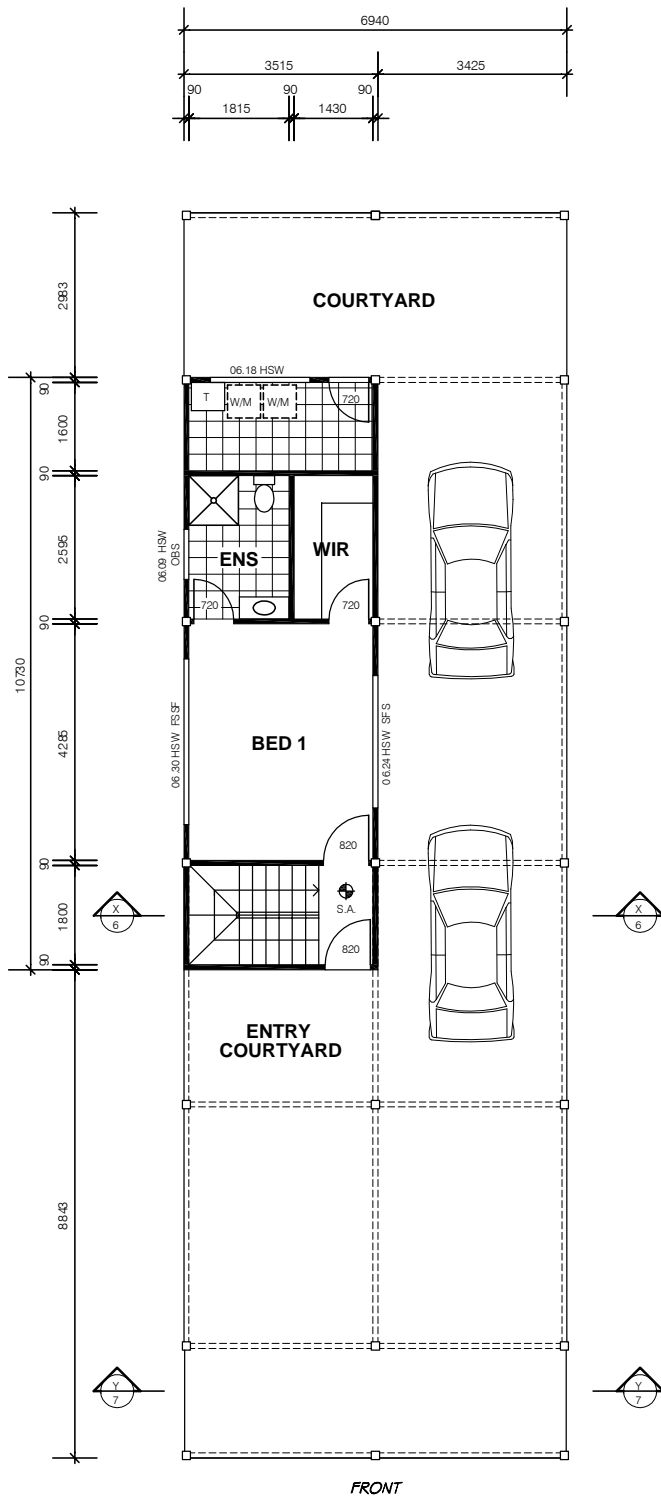 6940
3515 3425
90 90 90
1815 1430
2983
COURTYARD
06.18 HSW
90
T W/M W/M 720
1600
90
2595
06.09 HSW
OBS
ENS WIR
720 720
90
10730
4285
06.30 HSW FSSF
BED 1
06.24 HSW SFS
820
90
1800
X
6
S.A.
X
6
820
90
ENTRY
COURTYARD
8843
Y
7
Y
7
FRONT